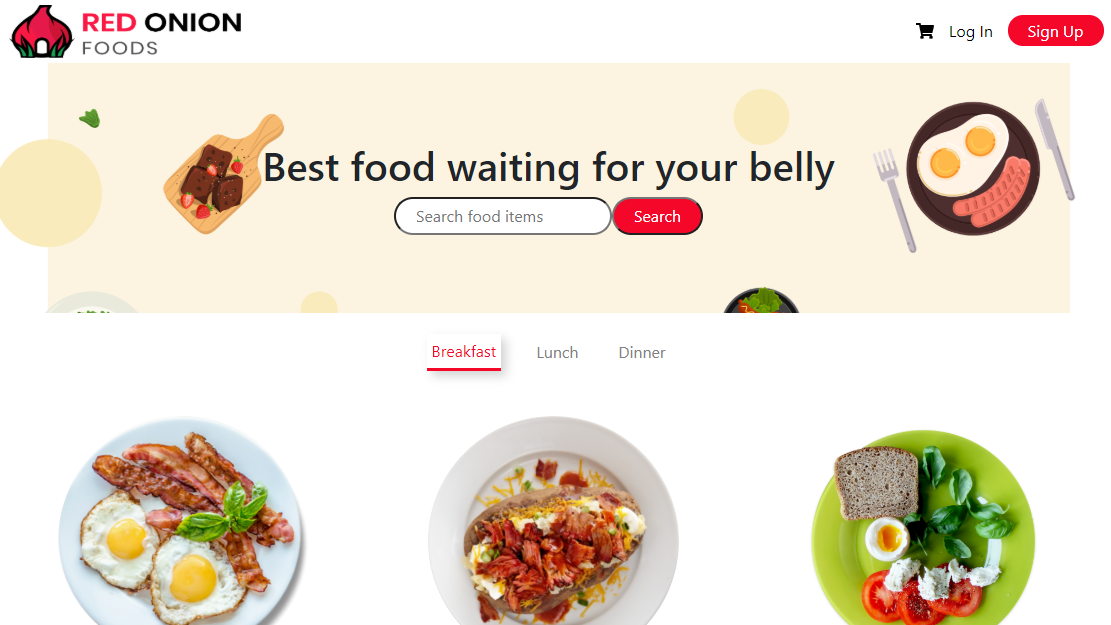 RED ONION
FOODS
Log In
Sign Up
Best food waiting for your belly
Search food items
Search
Breakfast
Lunch
Dinner